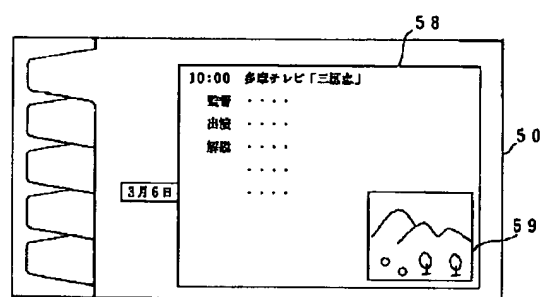 58
10:00 多摩テレビ「三国志」
監督 ・・・・
出演 ・・・・
解説 ・・・・
・・・・
3月6日 ・・・・
50
59